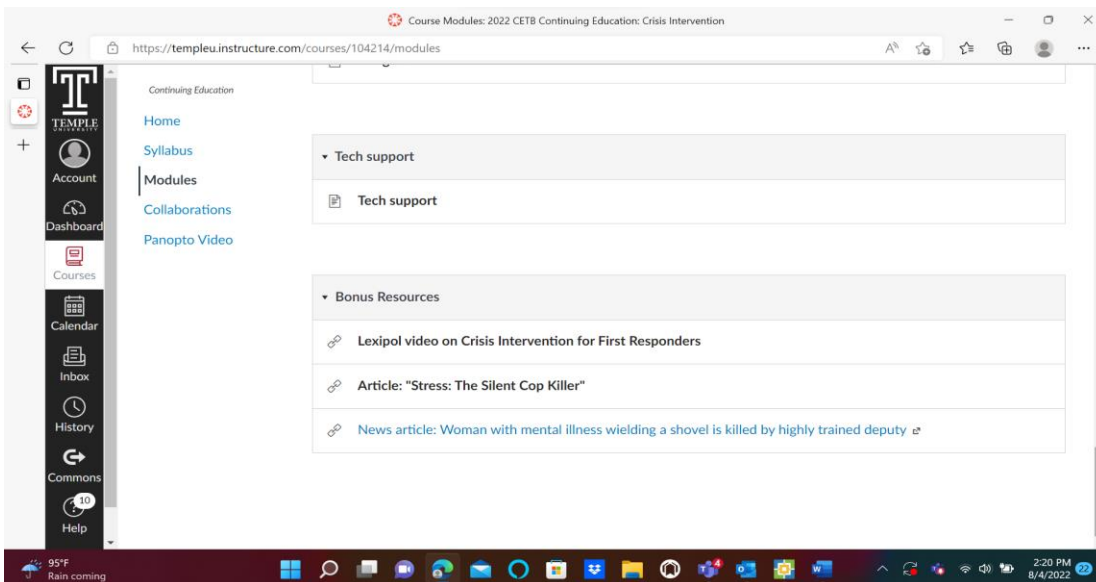 Course Modules: 2022 CETB Continuing Education: Crisis Intervention
https://templeu.instructure.com/courses/104214/modules
TEMPLE
UNIVERSITY
Account
Dashboard
Courses
Calendar
Inbox
History
Commons
10
Help
Continuing Education
Home
Syllabus
Modules
Collaborations
Panopto Video
Tech support
Tech support
Bonus Resources
Lexipol video on Crisis Intervention for First Responders
Article: "Stress: The Silent Cop Killer"
News article: Woman with mental illness wielding a shovel is killed by highly trained deputy
95°F
Rain coming
4
2:20 PM
8/4/2022
22